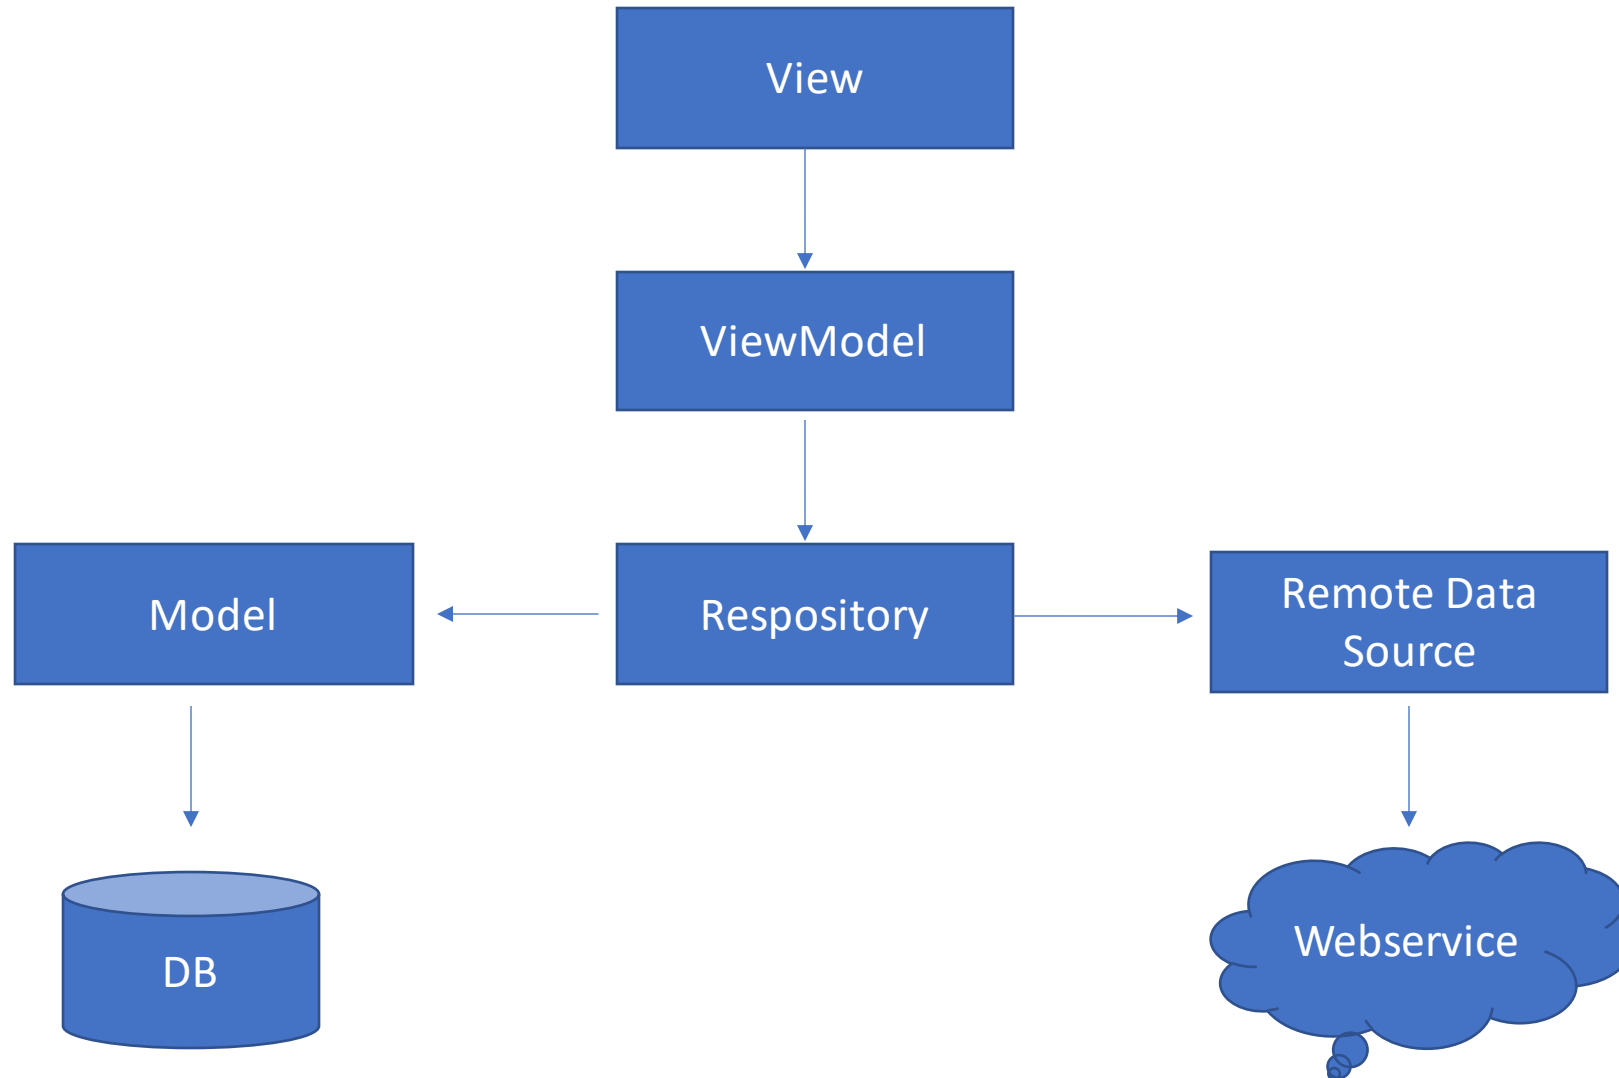 View
ViewModel
Model
Respository
Remote Data
Source
DB
Webservice